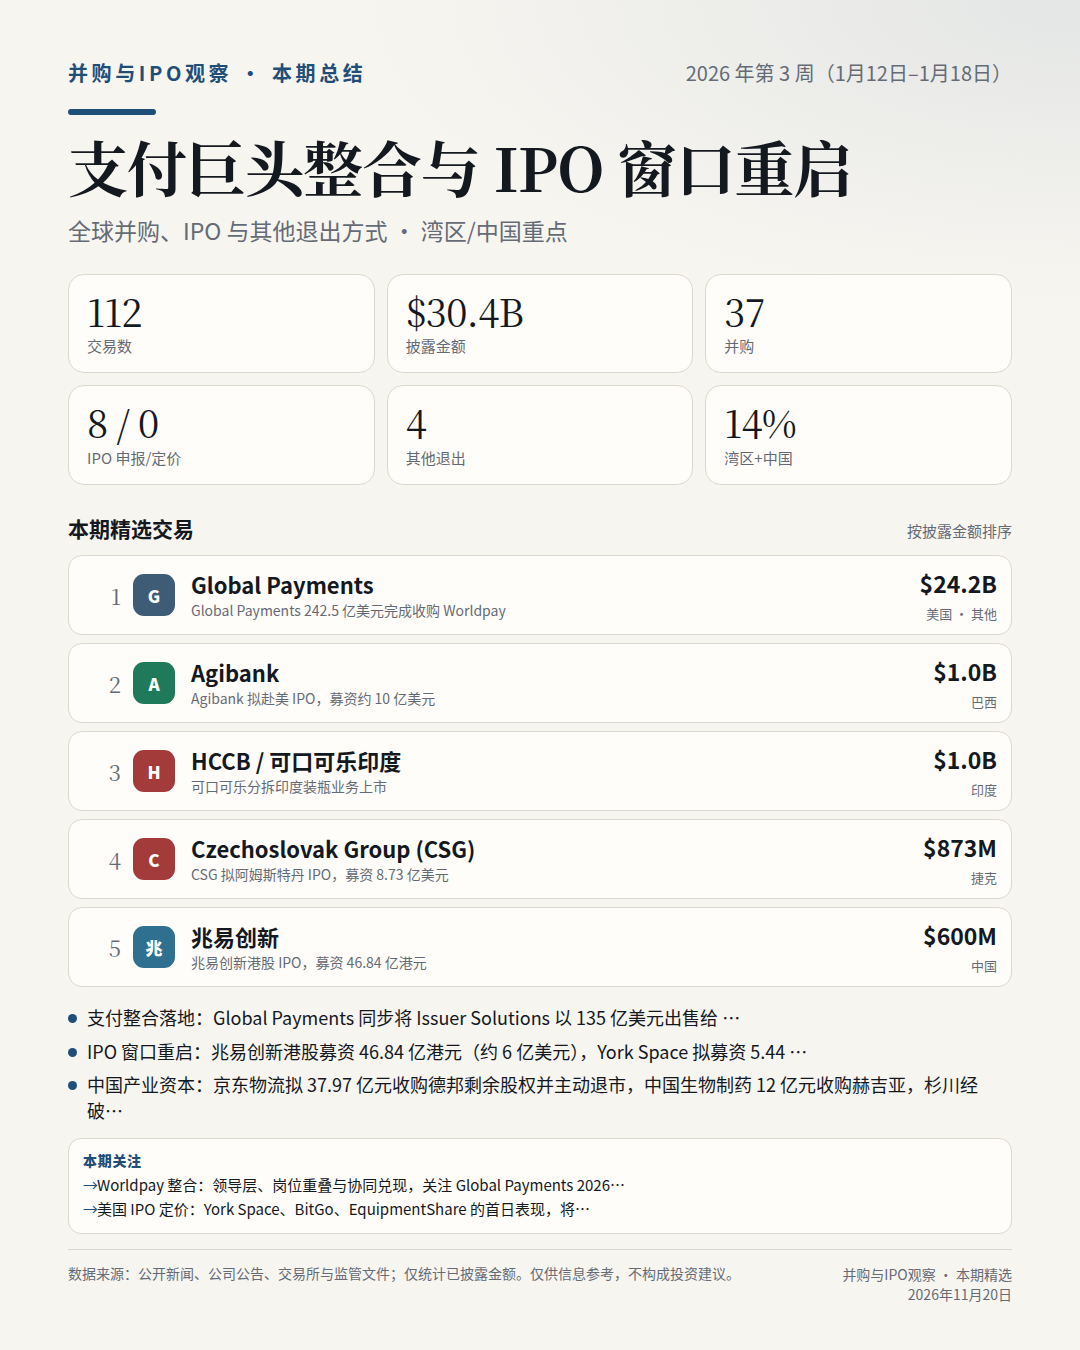 并购与IPO观察 · 本期总结
2026 年第 3 周（1月12日–1月18日）
支付巨头整合与 IPO 窗口重启
全球并购、IPO 与其他退出方式 · 湾区/中国重点
112
交易数
$30.4B
披露金额
37
并购
8 / 0
IPO 申报/定价
4
其他退出
14%
湾区+中国
本期精选交易
按披露金额排序
1
G
Global Payments
Global Payments 242.5 亿美元完成收购 Worldpay
$24.2B
美国 · 其他
2
A
Agibank
Agibank 拟赴美 IPO，募资约 10 亿美元
$1.0B
巴西
3
H
HCCB / 可口可乐印度
可口可乐分拆印度装瓶业务上市
$1.0B
印度
4
C
Czechoslovak Group (CSG)
CSG 拟阿姆斯特丹 IPO，募资 8.73 亿美元
$873M
捷克
5
兆
兆易创新
兆易创新港股 IPO，募资 46.84 亿港元
$600M
中国
支付整合落地：Global Payments 同步将 Issuer Solutions 以 135 亿美元出售给 …
IPO 窗口重启：兆易创新港股募资 46.84 亿港元（约 6 亿美元），York Space 拟募资 5.44 …
中国产业资本：京东物流拟 37.97 亿元收购德邦剩余股权并主动退市，中国生物制药 12 亿元收购赫吉亚，杉川经
破…
本期关注
→Worldpay 整合：领导层、岗位重叠与协同兑现，关注 Global Payments 2026…
→美国 IPO 定价：York Space、BitGo、EquipmentShare 的首日表现，将…
数据来源：公开新闻、公司公告、交易所与监管文件；仅统计已披露金额。仅供信息参考，不构成投资建议。
并购与IPO观察 · 本期精选
2026年11月20日